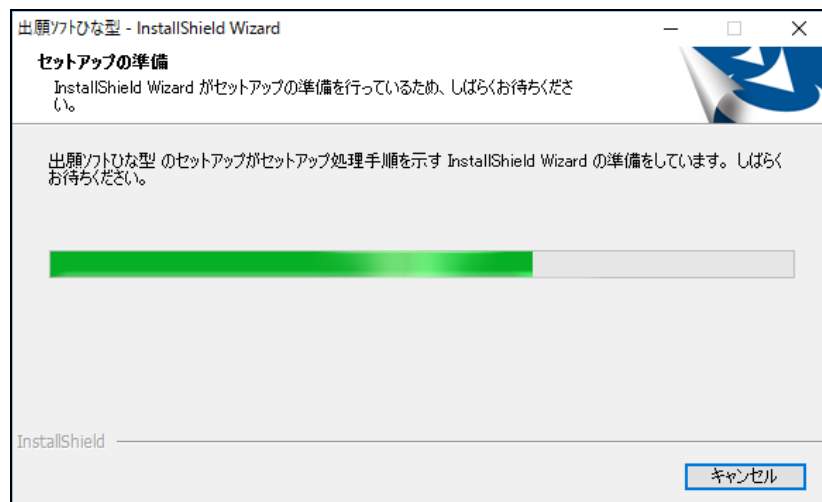 出願ｿﾌﾄひな型 - InstallShield Wizard
セットアップの準備
InstallShield Wizard がセットアップの準備を行っているため、しばらくお待ちくださ
い。
出願ソフトひな型 のセットアップがセットアップ処理手順を示す InstallShield Wizard の準備をしています。しばらく
お待ちください。
InstallShield
キャンセル